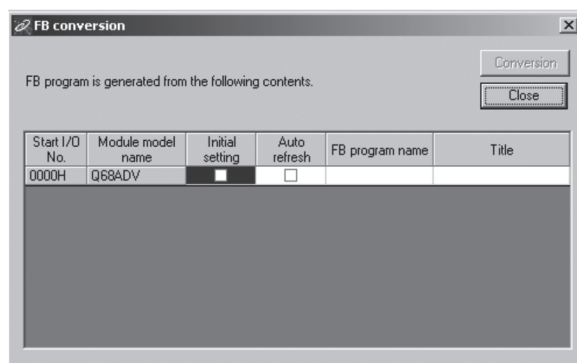 FB conversion
Conversion
FB program is generated from the following contents.
Close
Start I/O No. Module model name Initial setting Auto refresh FB program name Title
0000H Q68ADV